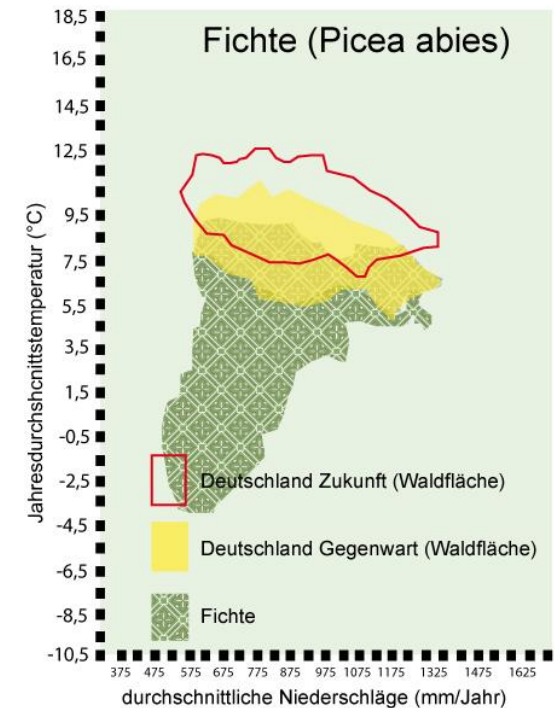 Fichte (Picea abies)
18,5
16,5
14,5
12,5
9,5
7,5
5,5
3,5
1,5
-0,5
-2,5
-4,5
-6,5
-8,5
-10,5
Jahresdurchshcnittstemperatur (°C)
Deutschland Zukunft (Waldfläche)
Deutschland Gegenwart (Waldfläche)
Fichte
375 475 575 675 775 875 975 1075 1175 1325 1475 1625
durchschnittliche Niederschläge (mm/Jahr)